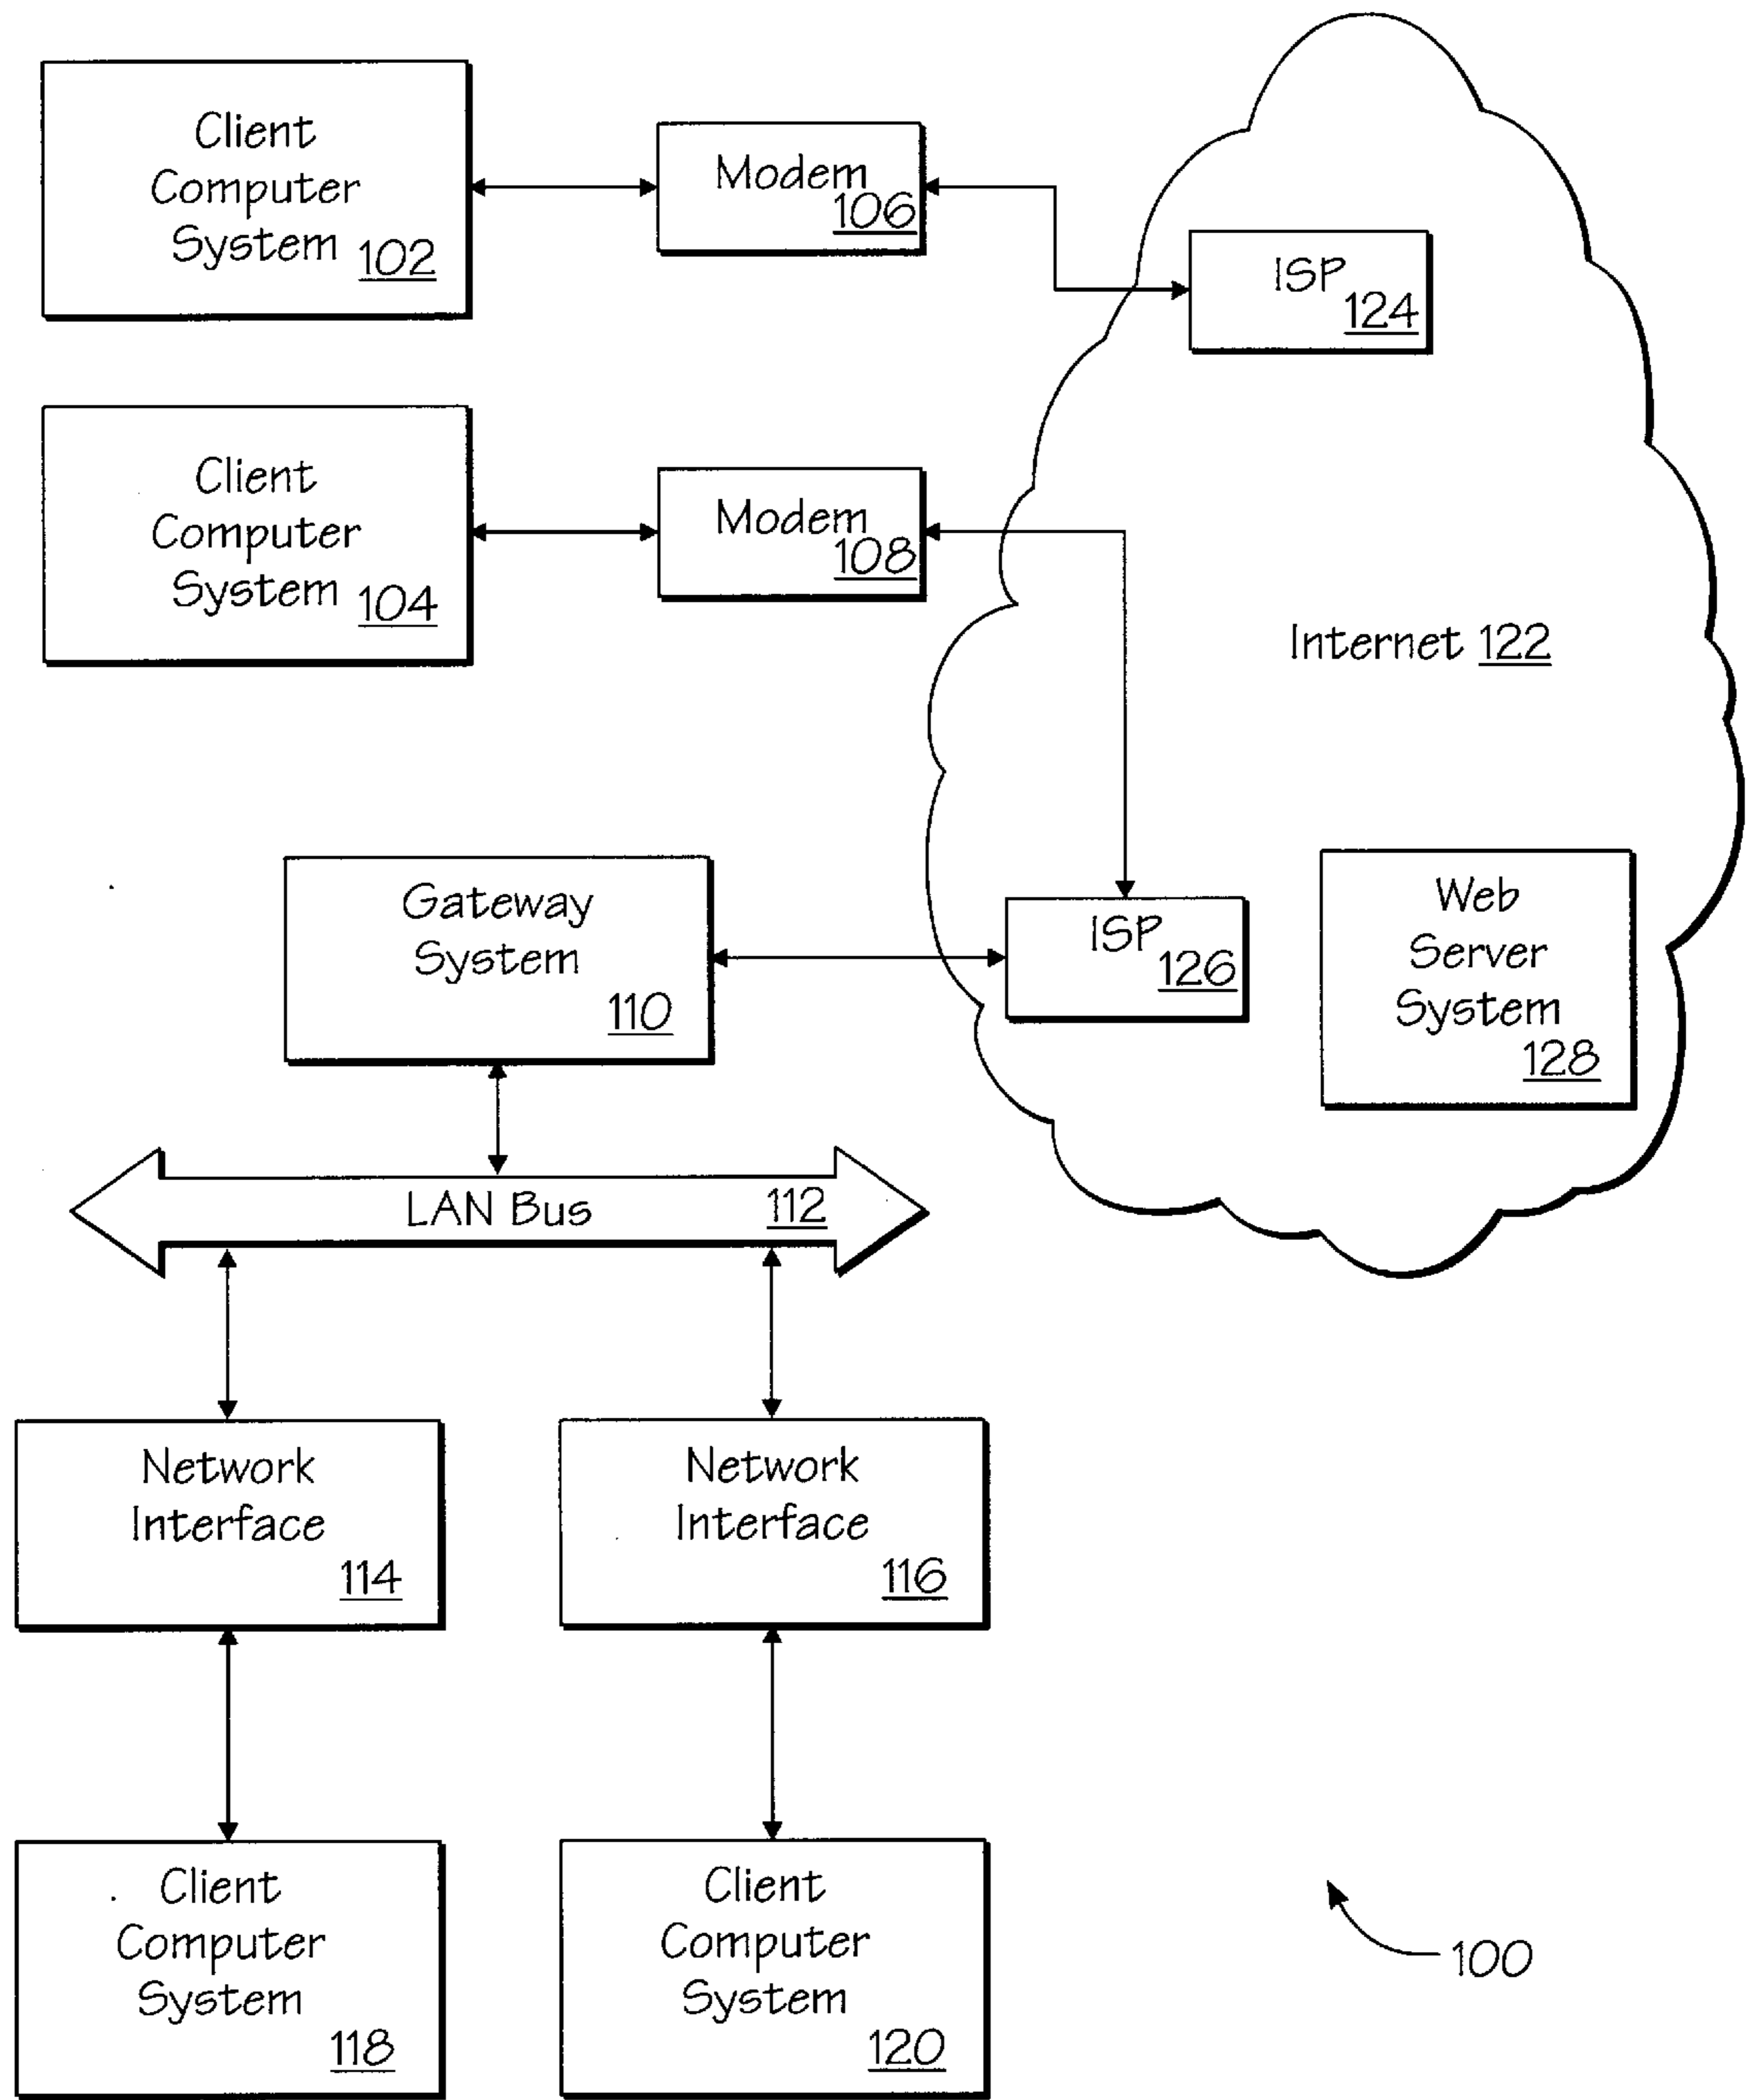 Client
Computer
System 102
Modem
106
ISP
124
Client
Computer
System 104
Modem
108
Internet 122
Gateway
System
110
ISP
126
Web
Server
System
128
LAN Bus 112
Network
Interface
114
Network
Interface
116
Client
Computer
System
118
Client
Computer
System
120
100